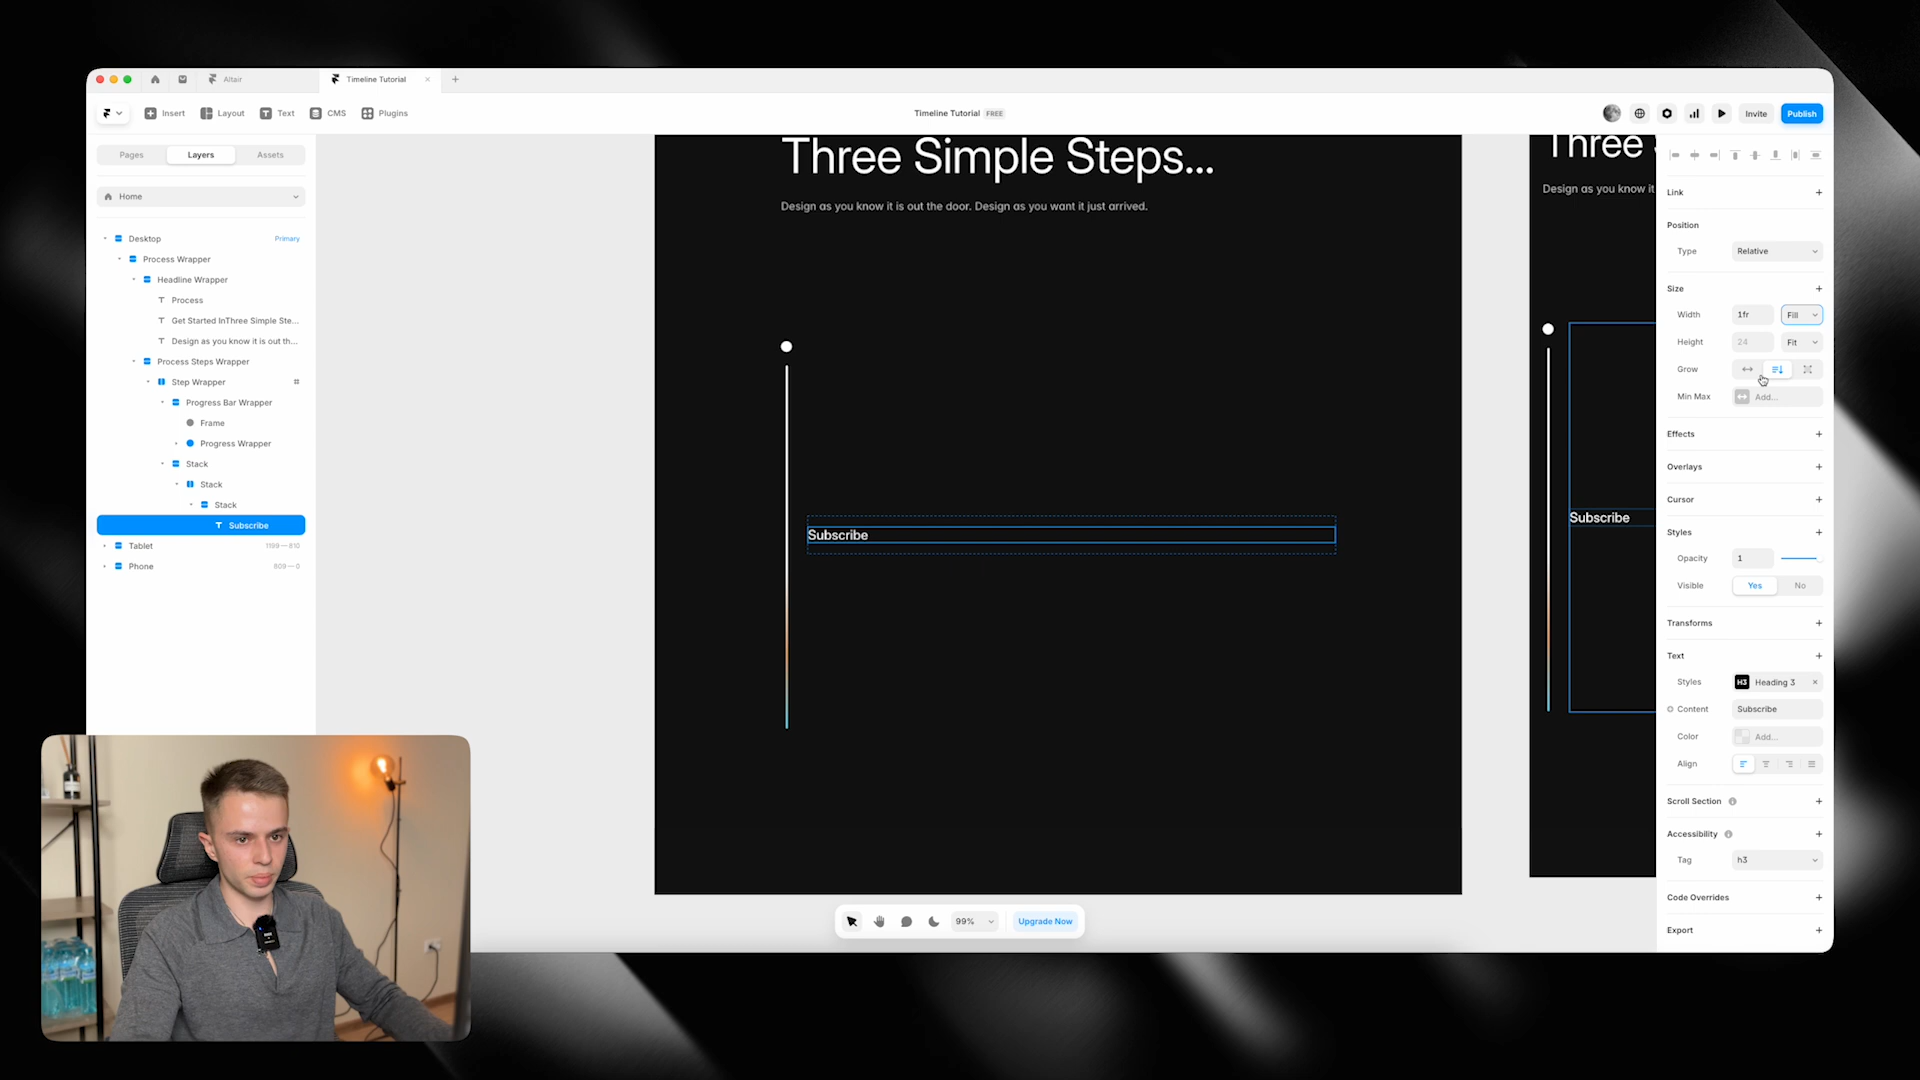 Altair
Timeline Tutorial
Insert
Layout
Text
CMS
Plugins
Timeline Tutorial FREE
Invite
Publish
Pages
Layers
Assets
Home
Desktop
Primary
Process Wrapper
Headline Wrapper
Process
Get Started InThree Simple Ste...
Design as you know it is out th...
Process Steps Wrapper
Step Wrapper
Progress Bar Wrapper
Frame
Progress Wrapper
Stack
Stack
Stack
Subscribe
Tablet
1199—810
Phone
809—0
Three Simple Steps...
Design as you know it is out the door. Design as you want it just arrived.
Subscribe
99%
Upgrade Now
Three S
Design as you know it
Subscribe
Link
Position
Type
Relative
Size
Width
1fr
Fill
Height
24
Fit
Grow
Min Max
Add...
Effects
Overlays
Cursor
Styles
Opacity
1
Visible
Yes
No
Transforms
Text
Styles
H3 Heading 3
Content
Subscribe
Color
Add...
Align
Scroll Section
Accessibility
Tag
h3
Code Overrides
Export